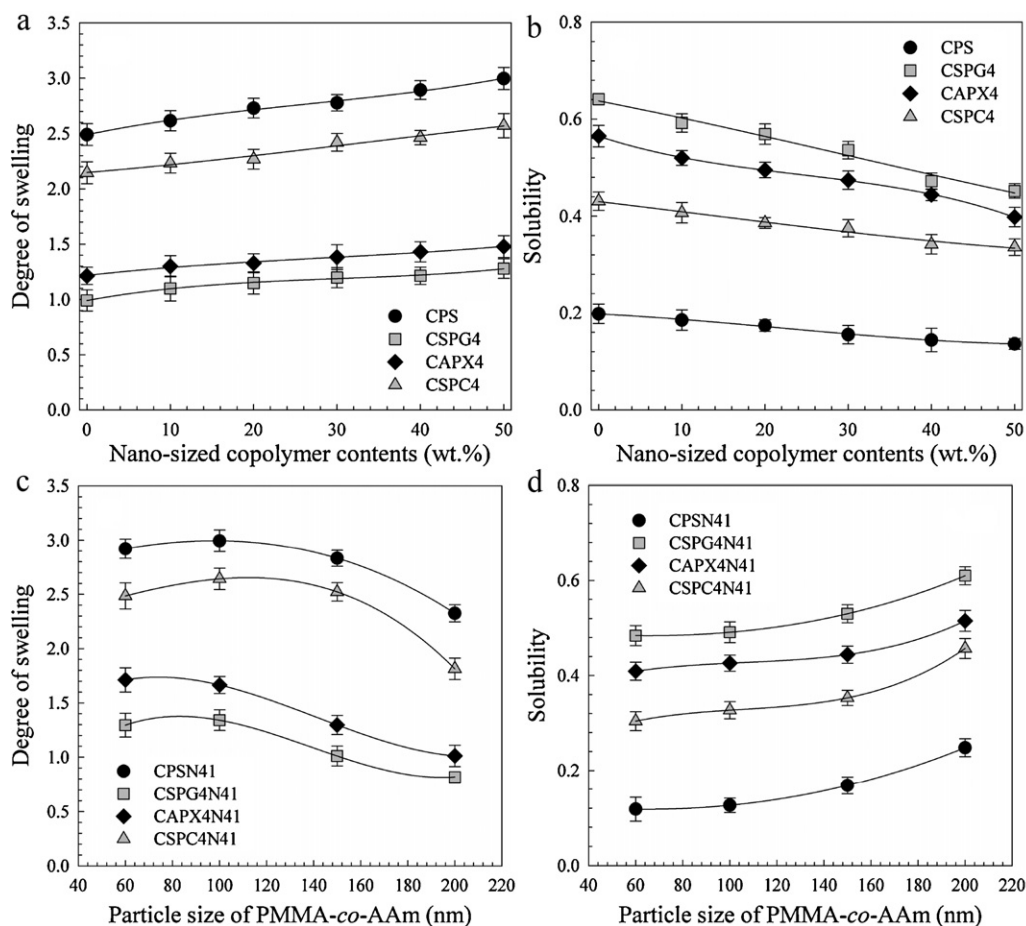 a
3.5
3.0
2.5
2.0
1.5
1.0
0.5
0.0
Degree of swelling
CPS
CSPG4
CAPX4
CSPC4
0 10 20 30 40 50
Nano-sized copolymer contents (wt.%)
b
0.8
0.6
0.4
0.2
0.0
Solubility
CPS
CSPG4
CAPX4
CSPC4
0 10 20 30 40 50
Nano-sized copolymer contents (wt.%)
c
3.5
3.0
2.5
2.0
1.5
1.0
0.5
0.0
Degree of swelling
CPSN41
CSPG4N41
CAPX4N41
CSPC4N41
40 60 80 100 120 140 160 180 200 220
Particle size of PMMA-co-AAm (nm)
d
0.8
0.6
0.4
0.2
0.0
Solubility
CPSN41
CSPG4N41
CAPX4N41
CSPC4N41
40 60 80 100 120 140 160 180 200 220
Particle size of PMMA-co-AAm (nm)